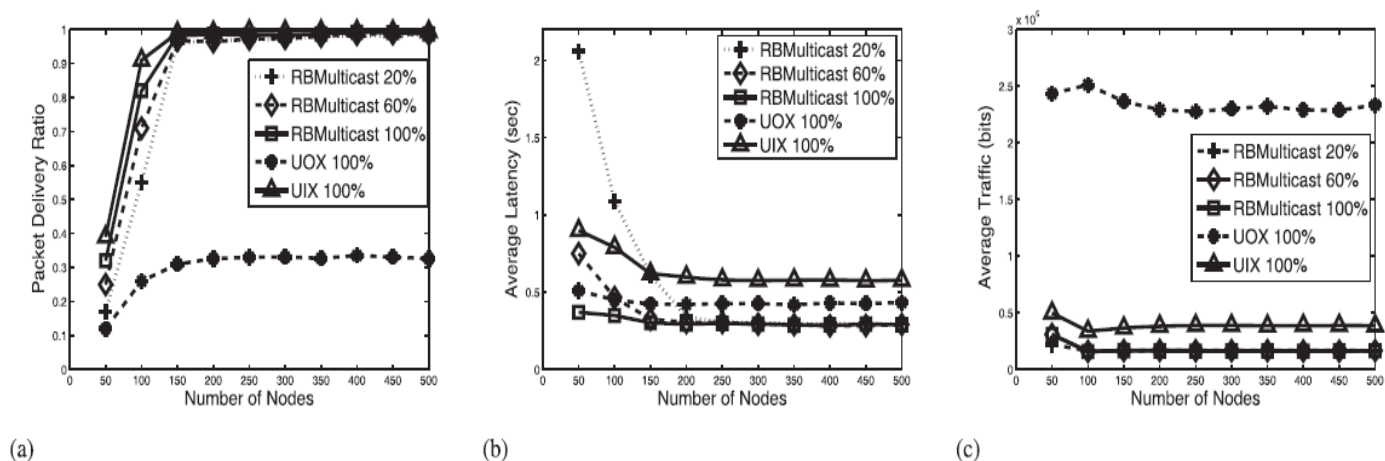 1
0.9
0.8
0.7
0.6
0.5
0.4
0.3
0.2
0.1
0
Packet Delivery Ratio
RBMulticast 20%
RBMulticast 60%
RBMulticast 100%
UOX 100%
UIX 100%
0 50 100 150 200 250 300 350 400 450 500
Number of Nodes
(a)
2
1.5
1
0.5
0
Average Latency (sec)
RBMulticast 20%
RBMulticast 60%
RBMulticast 100%
UOX 100%
UIX 100%
0 50 100 150 200 250 300 350 400 450 500
Number of Nodes
(b)
x 10⁵
3
2.5
2
1.5
1
0.5
0
Average Traffic (bits)
RBMulticast 20%
RBMulticast 60%
RBMulticast 100%
UOX 100%
UIX 100%
0 50 100 150 200 250 300 350 400 450 500
Number of Nodes
(c)